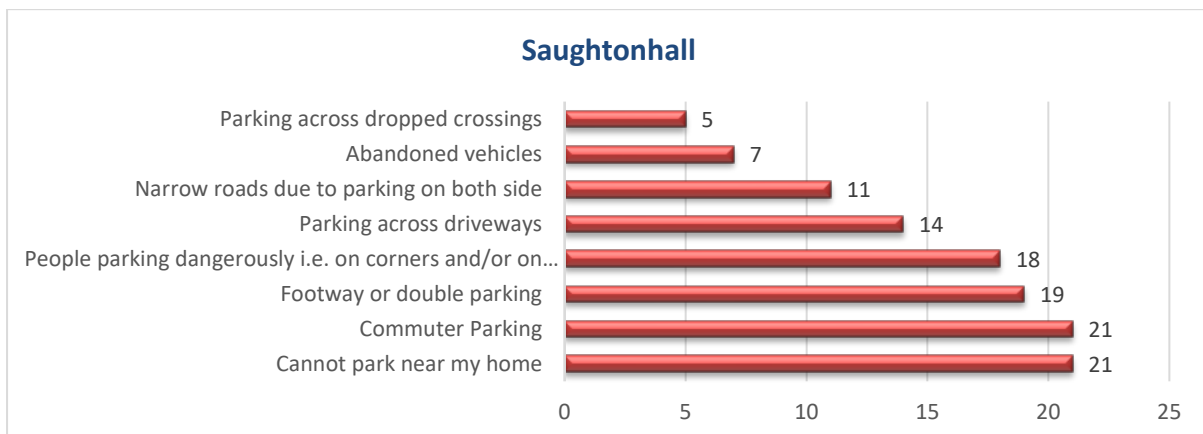 Saughtonhall
Parking across dropped crossings 5
Abandoned vehicles 7
Narrow roads due to parking on both side 11
Parking across driveways 14
People parking dangerously i.e. on corners and/or on… 18
Footway or double parking 19
Commuter Parking 21
Cannot park near my home 21
0 5 10 15 20 25